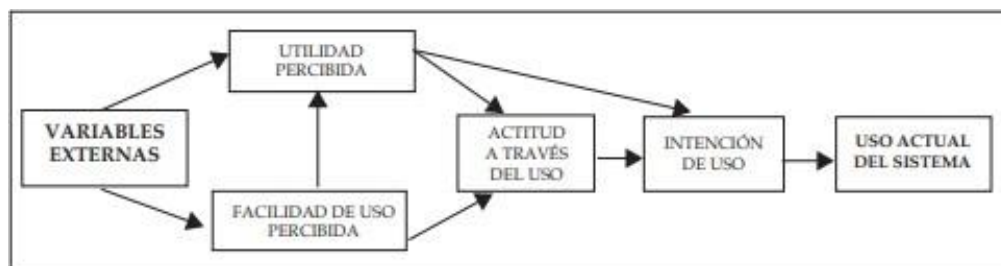 UTILIDAD
PERCIBIDA
VARIABLES
EXTERNAS
FACILIDAD DE USO
PERCIBIDA
ACTITUD
A TRAVÉS
DEL USO
INTENCIÓN
DE USO
USO ACTUAL
DEL SISTEMA